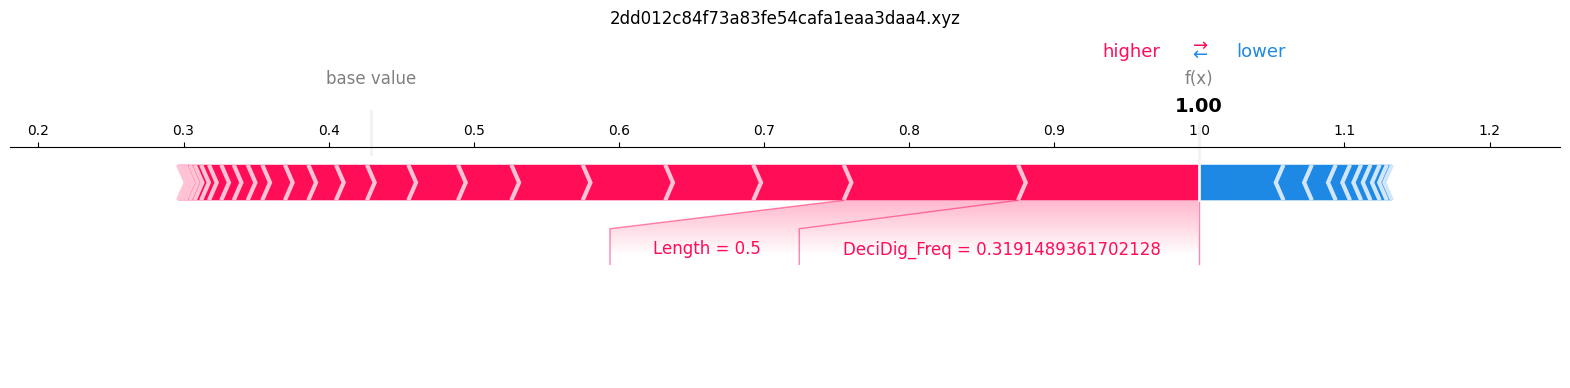 2dd012c84f73a83fe54cafa1eaa3daa4.xyz
higher ⇄ lower
base value f(x)
1.00
0.2 0.3 0.4 0.5 0.6 0.7 0.8 0.9 1.0 1.1 1.2
Length = 0.5 DeciDig_Freq = 0.3191489361702128